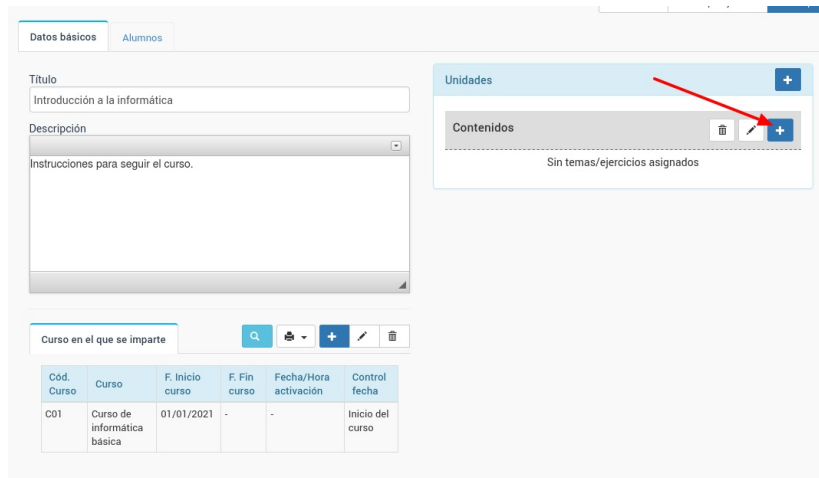 Datos básicos
Alumnos
Título
Introducción a la informática
Descripción
Instrucciones para seguir el curso.
Unidades
Contenidos
Sin temas/ejercicios asignados
Curso en el que se imparte
Cód. Curso
Curso
F. Inicio curso
F. Fin curso
Fecha/Hora activación
Control fecha
C01
Curso de informática básica
01/01/2021
-
-
Inicio del curso